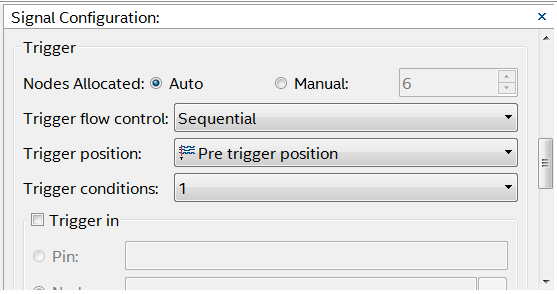 Signal Configuration:
Trigger
Nodes Allocated: Auto Manual: 6
Trigger flow control: Sequential
Trigger position: Pre trigger position
Trigger conditions: 1
Trigger in
Pin: